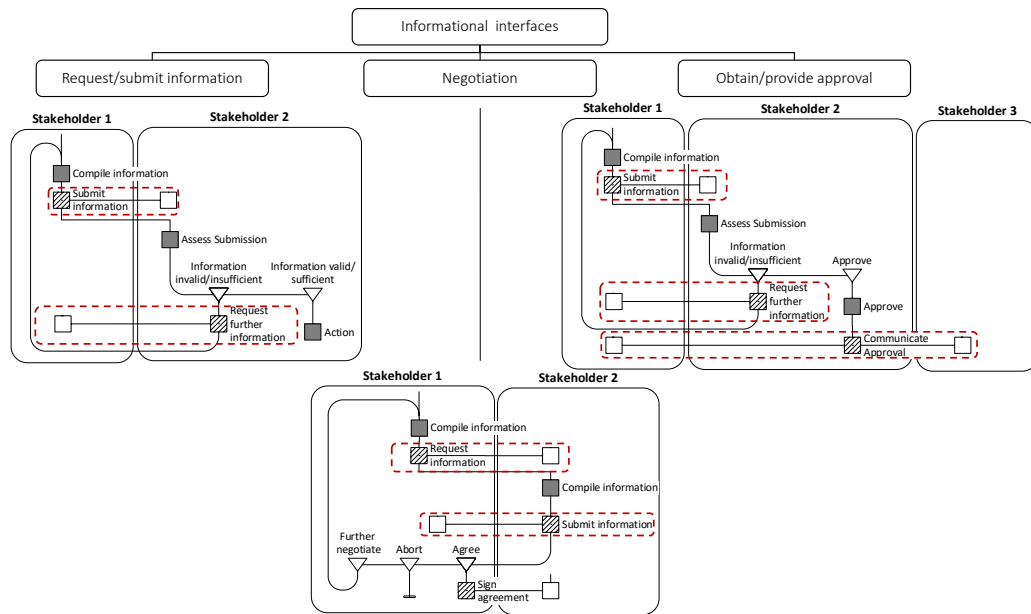 Informational interfaces
Request/submit information
Negotiation
Obtain/provide approval
Stakeholder 1
Stakeholder 2
Compile information
Submit
information
Assess Submission
Information
invalid/insufficient
Information valid/
sufficient
Request
further
information
Action
Stakeholder 1
Stakeholder 2
Stakeholder 3
Compile information
Submit
information
Assess Submission
Information
invalid/insufficient
Approve
Request
further
information
Approve
Communicate
Approval
Stakeholder 1
Stakeholder 2
Compile information
Request
information
Compile information
Submit information
Further
negotiate
Abort
Agree
Sign
agreement